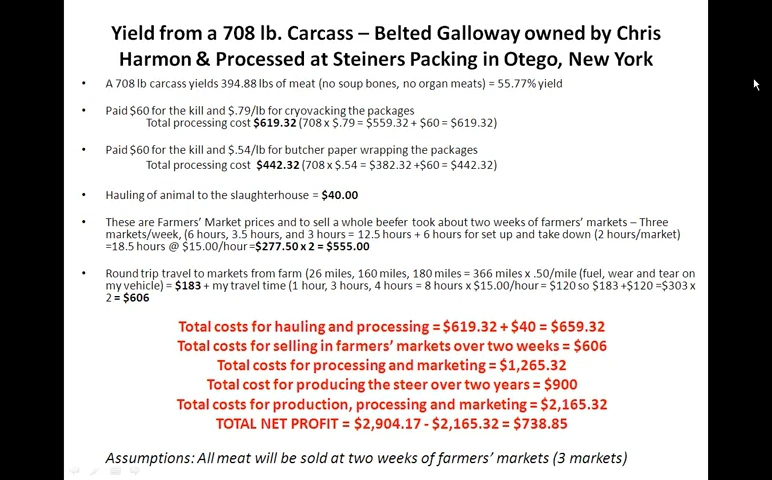 Yield from a 708 lb. Carcass – Belted Galloway owned by Chris
Harmon & Processed at Steiners Packing in Otego, New York
• A 708 lb carcass yields 394.88 lbs of meat (no soup bones, no organ meats) = 55.77% yield
• Paid $60 for the kill and $.79/lb for cryovacking the packages
Total processing cost $619.32 (708 x $.79 = $559.32 + $60 = $619.32)
• Paid $60 for the kill and $.54/lb for butcher paper wrapping the packages
Total processing cost $442.32 (708 x $.54 = $382.32 +$60 = $442.32)
• Hauling of animal to the slaughterhouse = $40.00
• These are Farmers' Market prices and to sell a whole beefer took about two weeks of farmers' markets – Three
markets/week, (6 hours, 3.5 hours, and 3 hours = 12.5 hours + 6 hours for set up and take down (2 hours/market)
=18.5 hours @ $15.00/hour =$277.50 x 2 = $555.00
• Round trip travel to markets from farm (26 miles, 160 miles, 180 miles = 366 miles x .50/mile (fuel, wear and tear on
my vehicle) = $183 + my travel time (1 hour, 3 hours, 4 hours = 8 hours x $15.00/hour = $120 so $183 +$120 =$303 x
2 = $606
Total costs for hauling and processing = $619.32 + $40 = $659.32
Total costs for selling in farmers' markets over two weeks = $606
Total costs for processing and marketing = $1,265.32
Total cost for producing the steer over two years = $900
Total costs for production, processing and marketing = $2,165.32
TOTAL NET PROFIT = $2,904.17 - $2,165.32 = $738.85
Assumptions: All meat will be sold at two weeks of farmers' markets (3 markets)